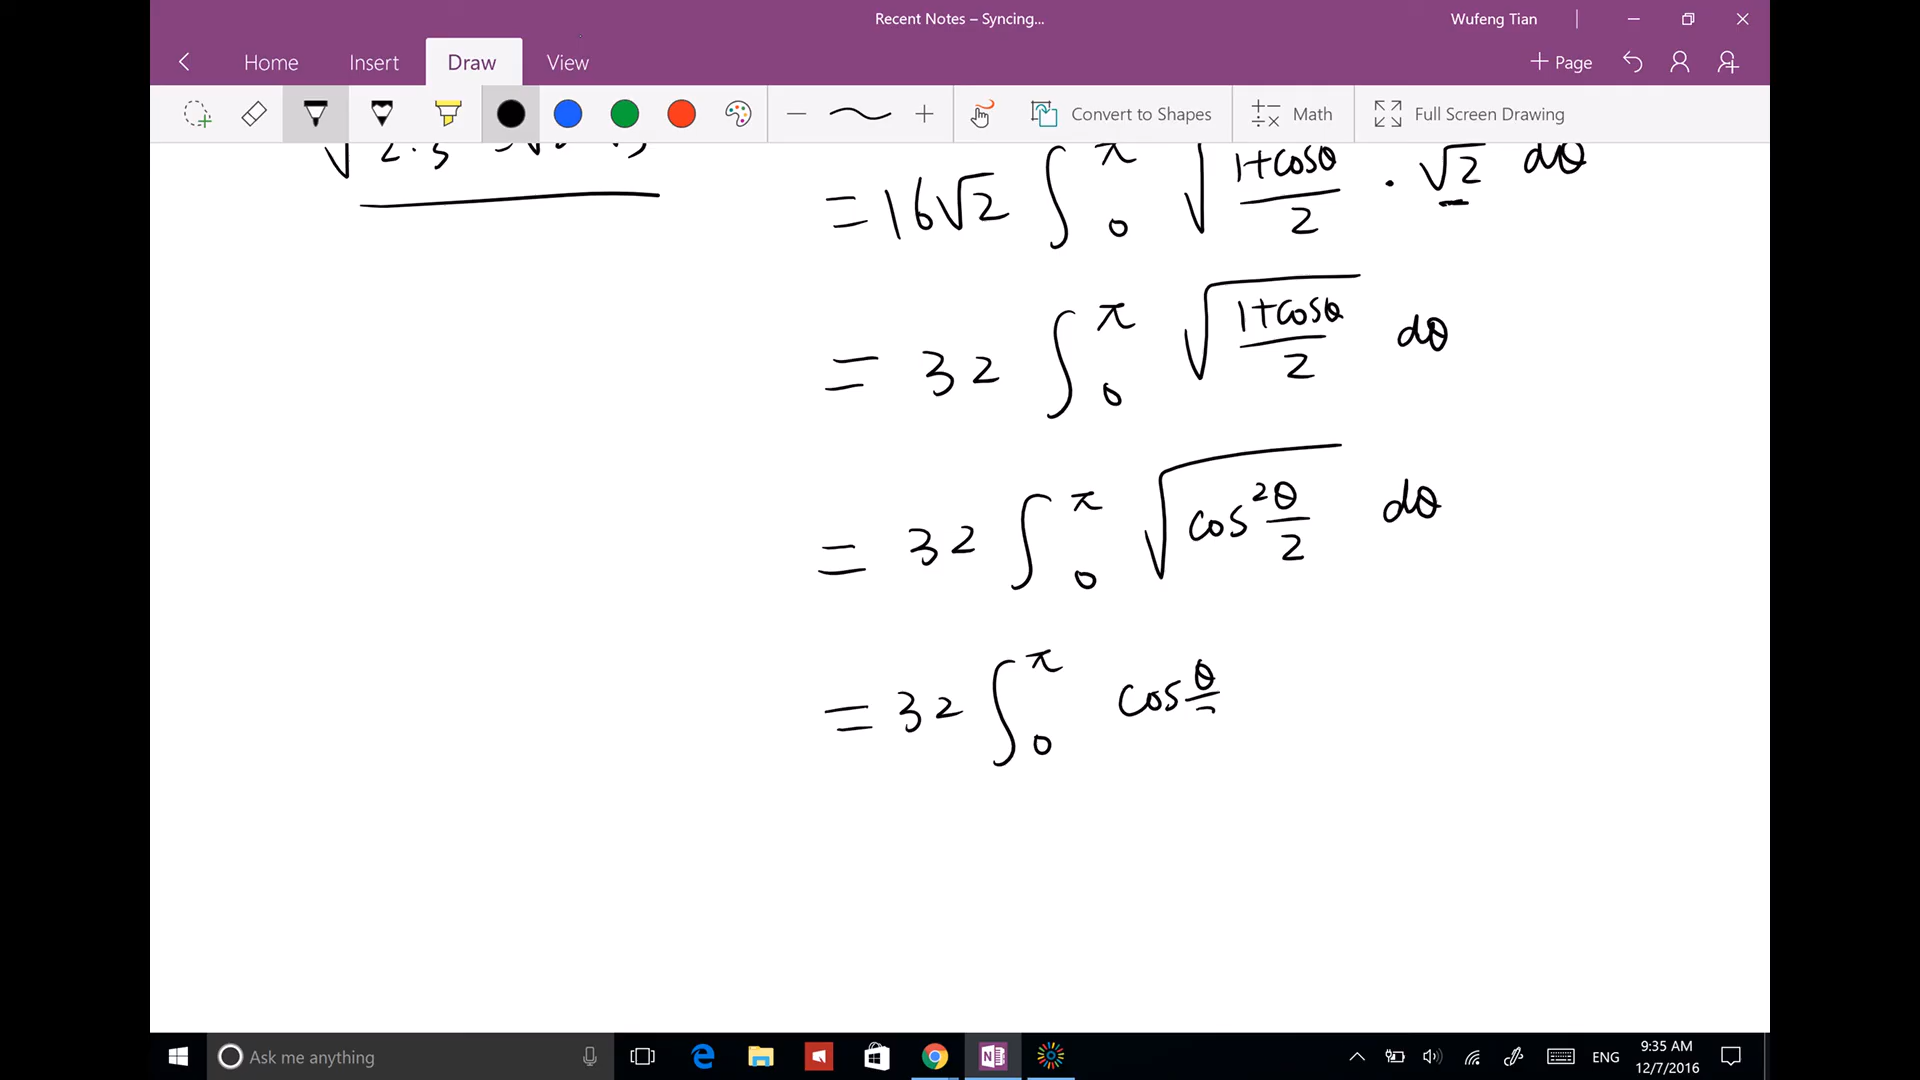 Recent Notes – Syncing...
Wufeng Tian
Home Insert Draw View
Page
Convert to Shapes
Math
Full Screen Drawing
= 16√2 ∫₀^π √((1+cosθ)/2) · √2 dθ
= 32 ∫₀^π √((1+cosθ)/2) dθ
= 32 ∫₀^π √(cos² θ/2) dθ
= 32 ∫₀^π cos θ/
Ask me anything
ENG
9:35 AM
12/7/2016